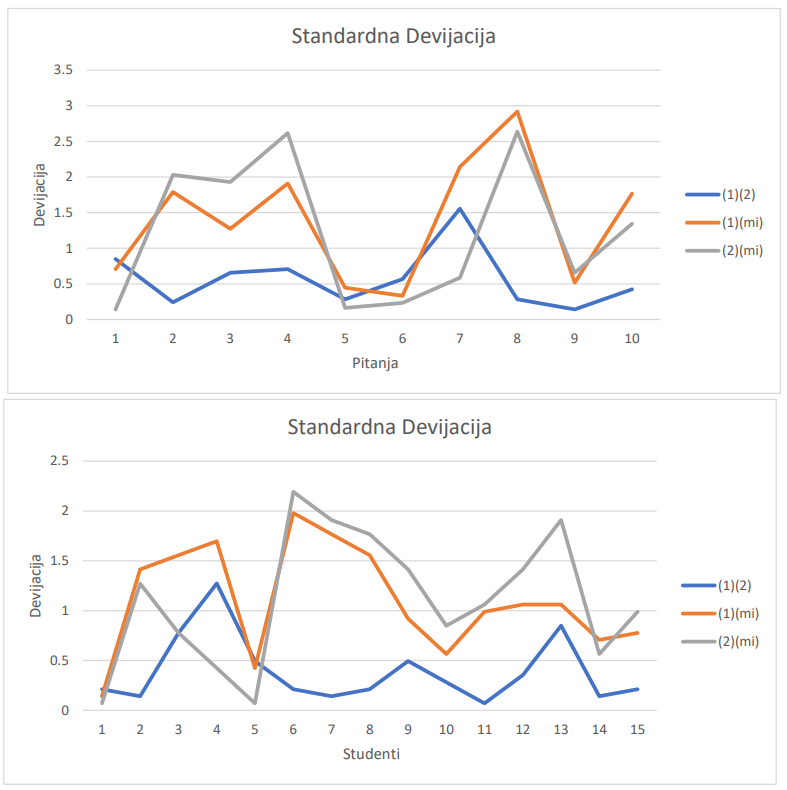 Standardna Devijacija
3.5
3
2.5
2
1.5
1
0.5
0
Devijacija
1 2 3 4 5 6 7 8 9 10
Pitanja
(1)(2)
(1)(mi)
(2)(mi)
Standardna Devijacija
2.5
2
1.5
1
0.5
0
Devijacija
1 2 3 4 5 6 7 8 9 10 11 12 13 14 15
Studenti
(1)(2)
(1)(mi)
(2)(mi)